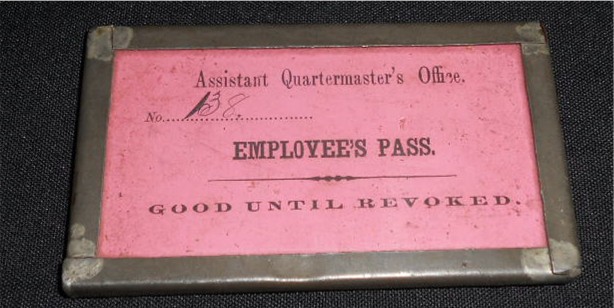 Assistant Quartermaster's Office.
No. 138.
EMPLOYEE'S PASS.
GOOD UNTIL REVOKED.